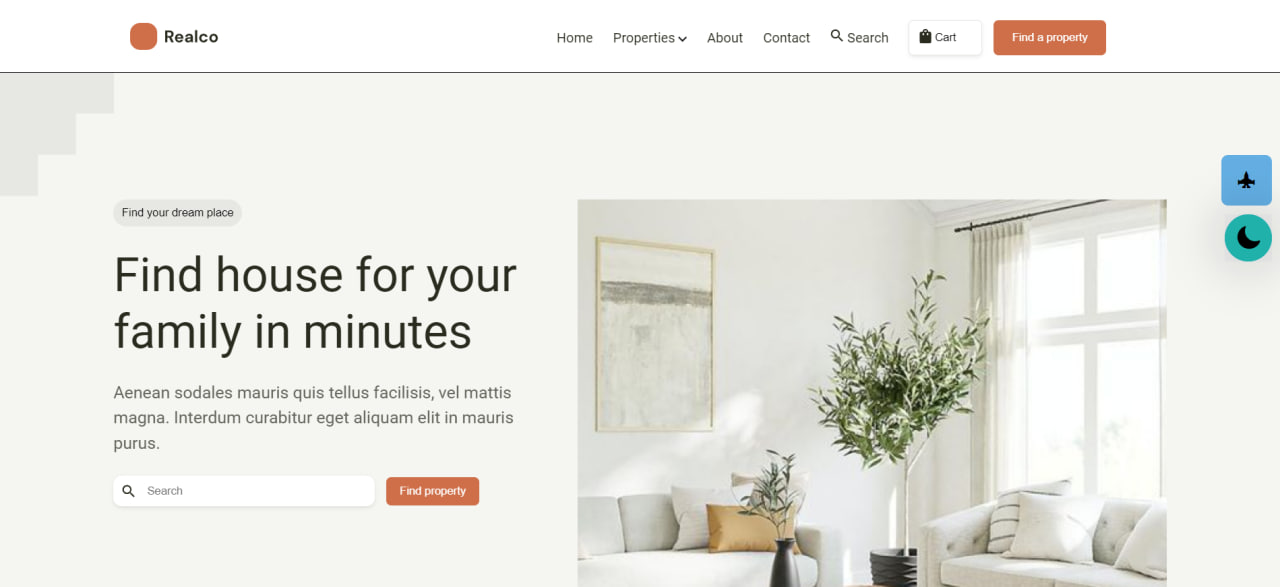 Realco
Home
Properties
About
Contact
Search
Cart
Find a property
Find your dream place
Find house for your
family in minutes
Aenean sodales mauris quis tellus facilisis, vel mattis
magna. Interdum curabitur eget aliquam elit in mauris
purus.
Search
Find property